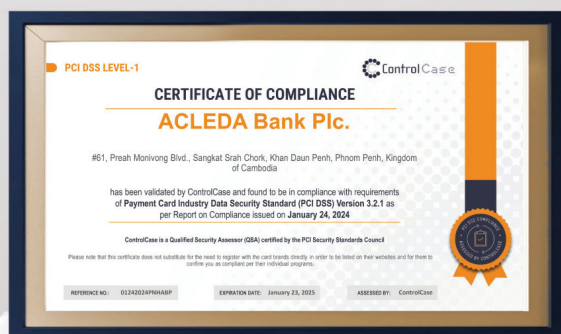 PCI DSS LEVEL-1
ControlCase
CERTIFICATE OF COMPLIANCE
ACLEDA Bank Plc.
#61, Preah Monivong Blvd., Sangkat Srah Chork, Khan Daun Penh, Phnom Penh, Kingdom
of Cambodia
has been validated by ControlCase and found to be in compliance with requirements
of Payment Card Industry Data Security Standard (PCI DSS) Version 3.2.1 as
per Report on Compliance issued on January 24, 2024
ControlCase is a Qualified Security Assessor (QSA) certified by the PCI Security Standards Council
Please note that this certificate does not substitute for the need to register with the card brands directly, in order to be listed on their websites and for them to
confirm you as compliant per their individual programs.
REFERENCE NO.: 01242024PNHABP
EXPIRATION DATE: January 23, 2025
ASSESSED BY: ControlCase
PCI DSS COMPLIANCE
ASSESSED BY CONTROLCASE